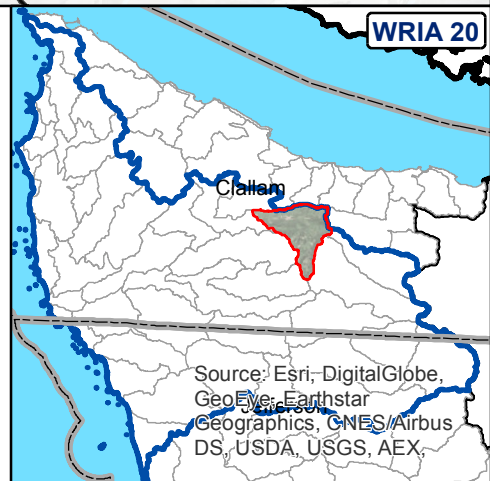 WRIA 20
Clallam
Source: Esri, DigitalGlobe,
GeoEye, Earthstar
Geographics, CNES/Airbus
DS, USDA, USGS, AEX,